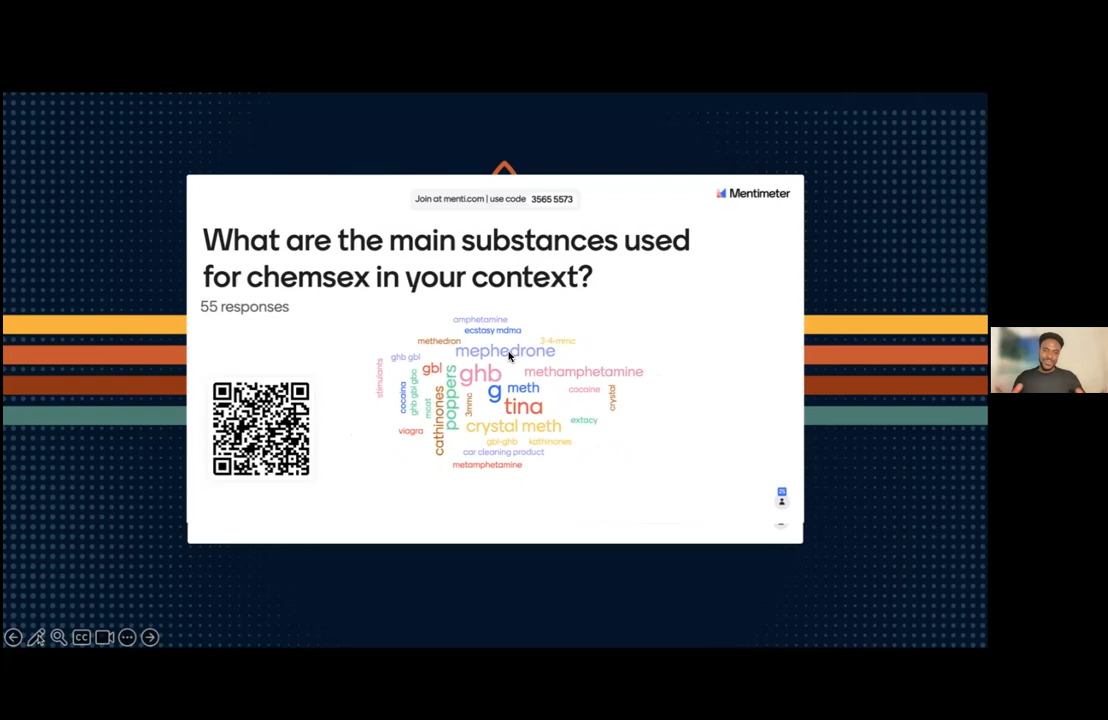 Join at menti.com | use code 3565 5573
Mentimeter
What are the main substances used
for chemsex in your context?
55 responses
amphetamine
ecstasy mdma
methedron
3-4-mmc
ghb gbl
mephedrone
stimulants
gbl
ghb
methamphetamine
cocaina
ghb gbl gbo
mcat
cathinones
poppers
3mmc
g
meth
cocaine
crystal
tina
viagra
crystal meth
extacy
gbl-ghb
kathinones
car cleaning product
metamphetamine
CC